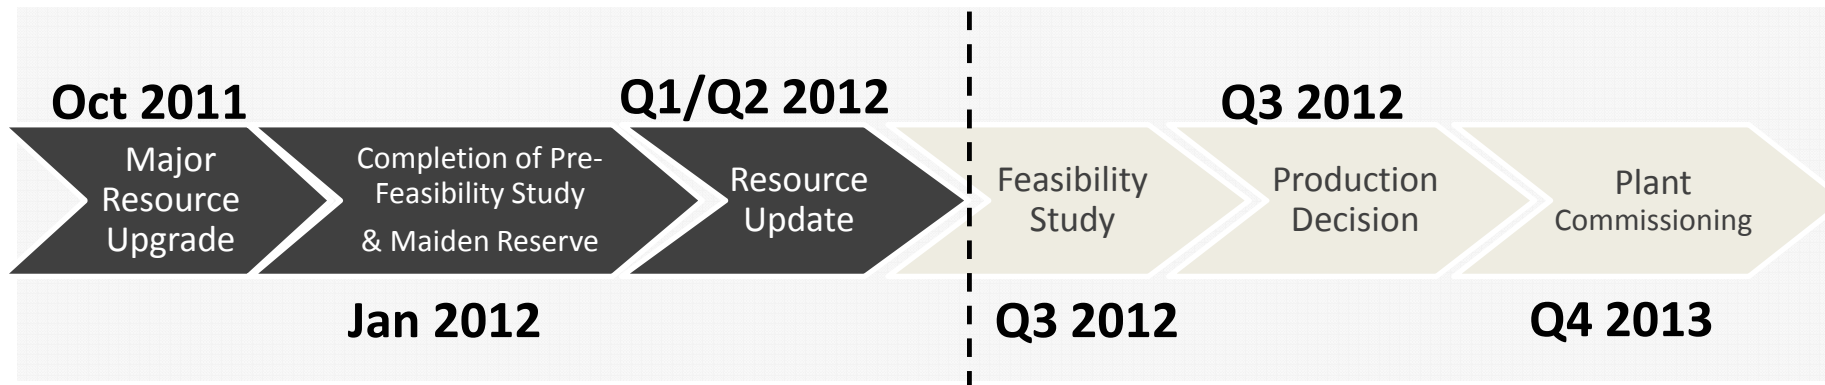 Oct 2011
Major
Resource
Upgrade
Completion of Pre-
Feasibility Study
& Maiden Reserve
Jan 2012
Q1/Q2 2012
Resource
Update
Feasibility
Study
Q3 2012
Q3 2012
Production
Decision
Plant
Commissioning
Q4 2013